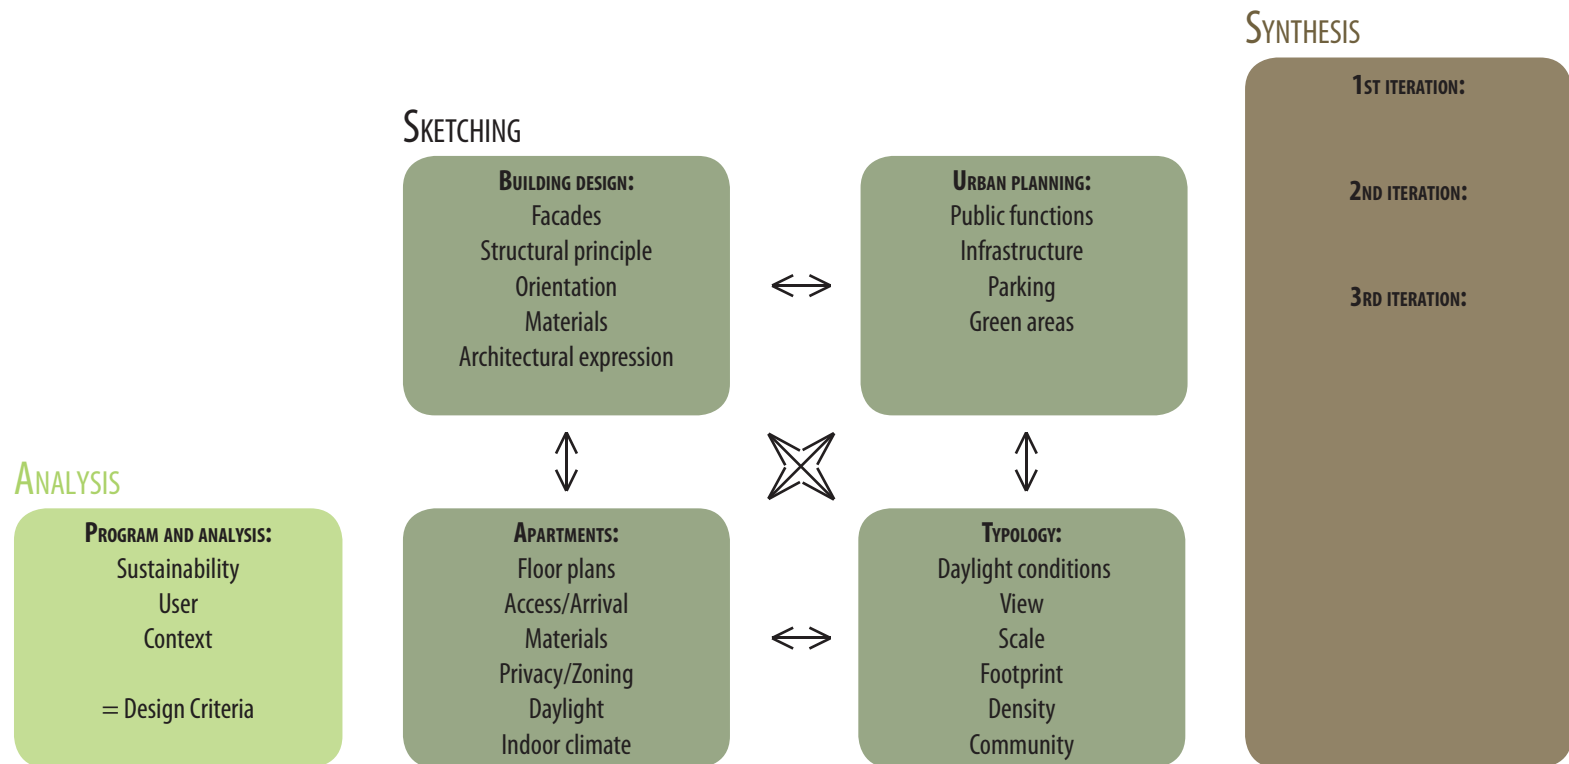 Analysis
Program and analysis:
Sustainability
User
Context
= Design Criteria
Sketching
Building design:
Facades
Structural principle
Orientation
Materials
Architectural expression
Urban planning:
Public functions
Infrastructure
Parking
Green areas
Apartments:
Floor plans
Access/Arrival
Materials
Privacy/Zoning
Daylight
Indoor climate
Typology:
Daylight conditions
View
Scale
Footprint
Density
Community
Synthesis
1st iteration:
2nd iteration:
3rd iteration: